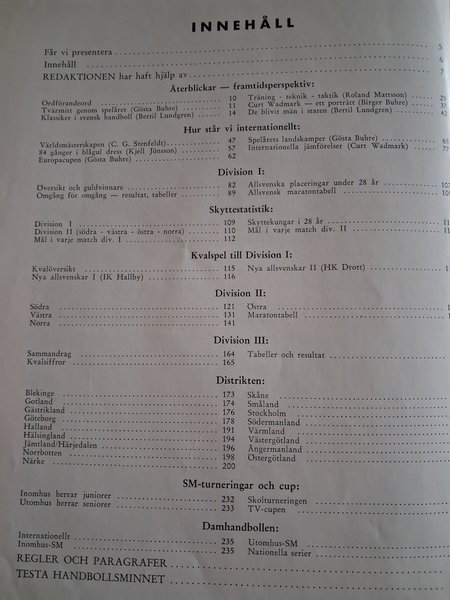 INNEHÅLL
Får vi presentera 5
Innehåll 6
REDAKTIONEN har haft hjälp av 7
Återblickar — framtidsperspektiv:
Ordförandeord 10
Tvärsnitt genom spelåret (Gösta Buhre) 11
Klassiker i svensk handboll (Bertil Lundgren) 14
Träning - teknik - taktik (Roland Mattsson) 29
Curt Wadmark — ett porträtt (Birger Buhre) 37
De blivit män i staten (Bertil Lundgren) 42
Hur står vi internationellt:
Världsmästerskapen (C. G. Stenfeldt) 47
84 gånger i blågul dress (Kjell Jönsson) 57
Europacupen (Gösta Buhre) 62
Spelårets landskamper (Gösta Buhre)
Internationella jämförelser (Curt Wadmark) 77
Division I:
Översikt och guldvinnare 82
Omgång för omgång — resultat, tabeller 89
Allsvenska placeringar under 28 år
Allsvensk maratontabell
Skyttestatistik:
Division I 109
Division II (södra - västra - östra - norra) 110
Mål i varje match div. I 112
Skyttekungar i 28 år
Mål i varje match div. II
Kvalspel till Division I:
Kvalöversikt 115
Nya allsvenskar I (IK Hallby) 116
Nya allsvenskar II (HK Drott)
Division II:
Södra 121
Västra 131
Norra 141
Östra
Maratontabell
Division III:
Sammandrag 164
Kvalsiffror 165
Tabeller och resultat
Distrikten:
Blekinge 173
Gotland 174
Gästrikland 176
Göteborg 178
Halland 191
Hälsingland 194
Jämtland/Härjedalen 196
Norrbotten 198
Närke 200
Skåne
Småland
Stockholm
Södermanland
Värmland
Västergötland
Ångermanland
Östergötland
SM-turneringar och cup:
Inomhus herrar juniorer 232
Utomhus herrar seniorer 233
Skolturneringen
TV-cupen
Damhandbollen:
Internationellt 235
Inomhus-SM 235
Utomhus-SM
Nationella serier
REGLER OCH PARAGRAFER
TESTA HANDBOLLSMINNET